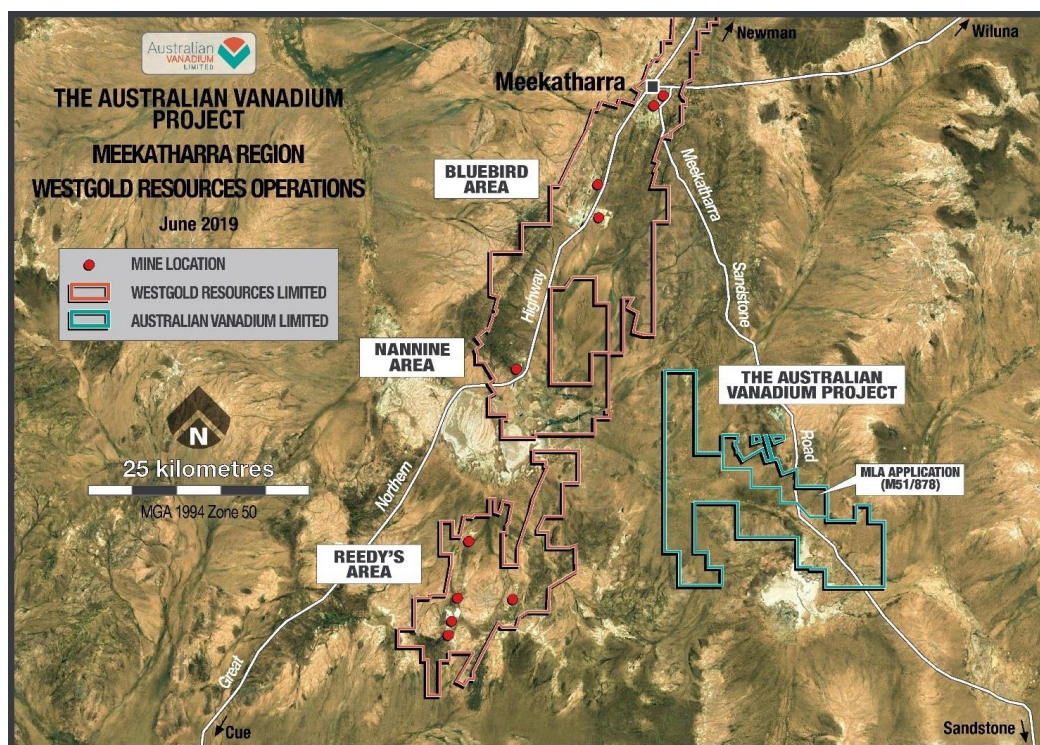 Australian
VANADIUM
LIMITED
THE AUSTRALIAN VANADIUM
PROJECT
MEEKATHARRA REGION
WESTGOLD RESOURCES OPERATIONS
June 2019
MINE LOCATION
WESTGOLD RESOURCES LIMITED
AUSTRALIAN VANADIUM LIMITED
N
25 kilometres
MGA 1994 Zone 50
Newman
Wiluna
Meekatharra
BLUEBIRD
AREA
Meekatharra
Sandstone
Road
Highway
NANNINE
AREA
THE AUSTRALIAN
VANADIUM PROJECT
MLA APPLICATION
(M51/878)
Northern
REEDY'S
AREA
Great
Cue
Sandstone